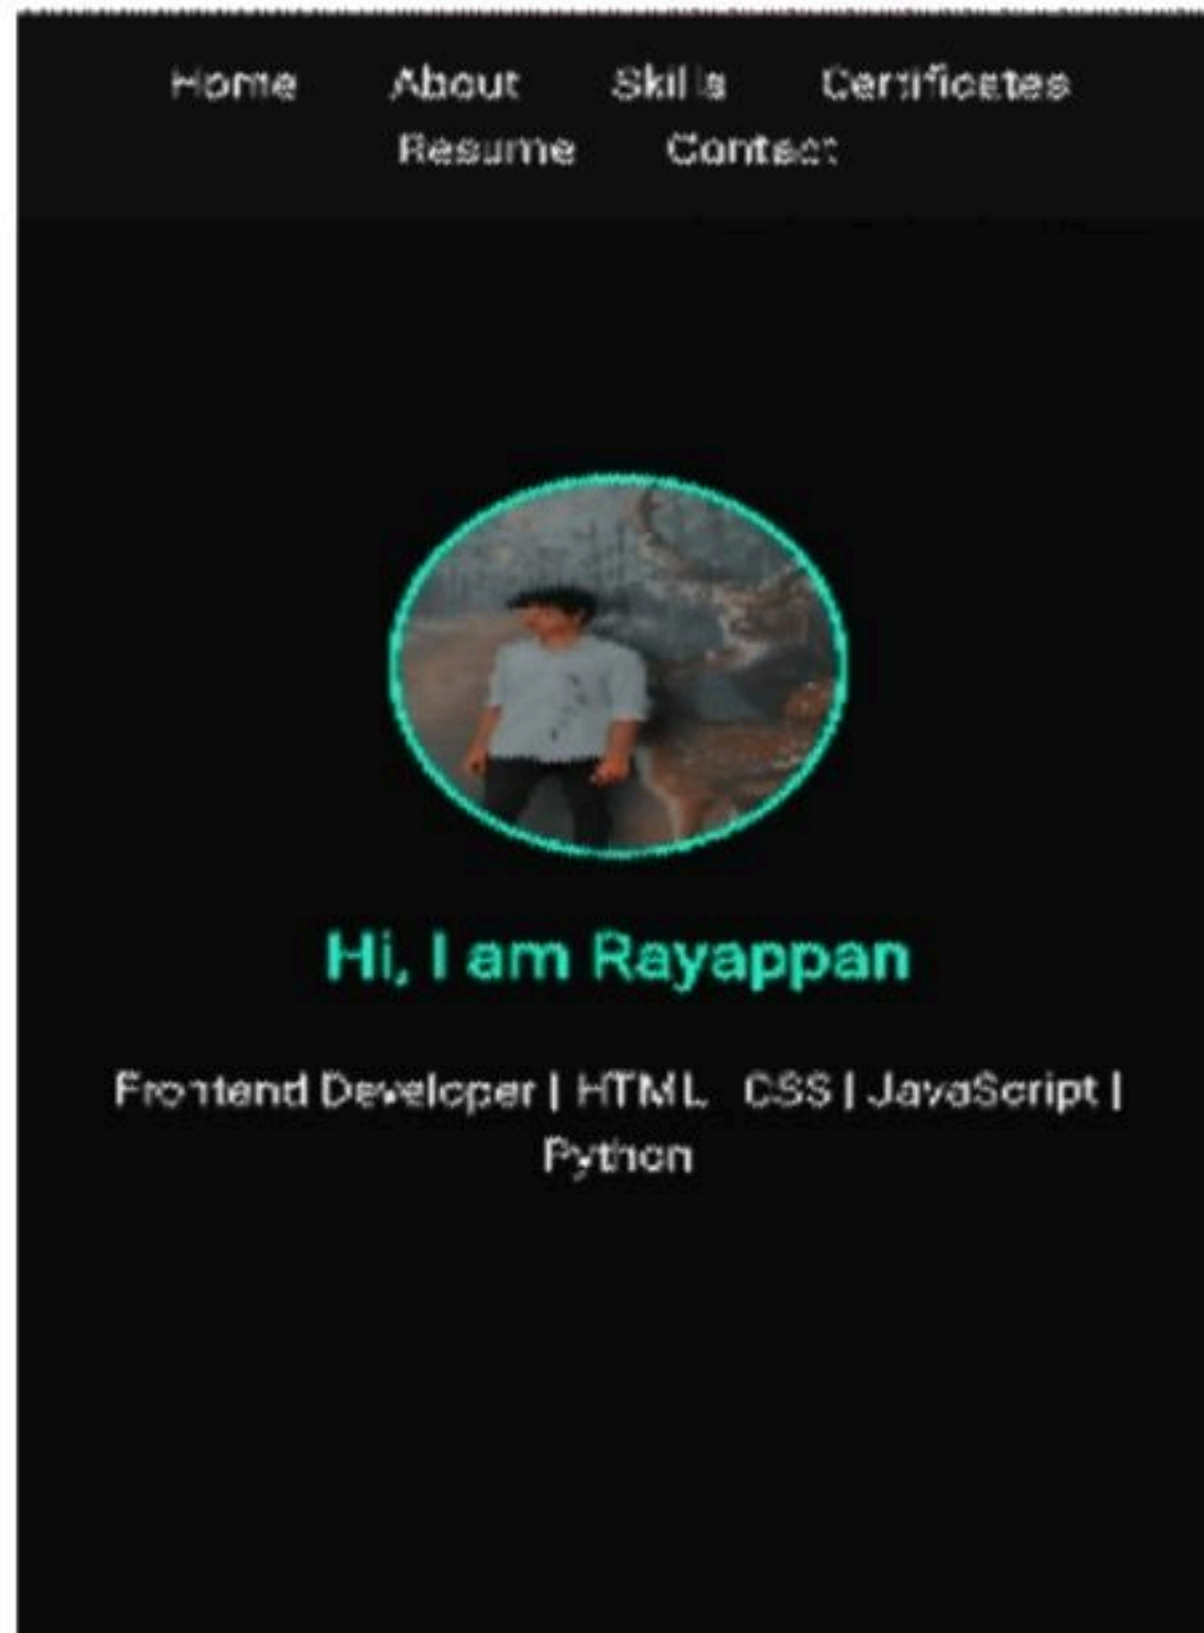 Home About Skills Certificates
Resume Contact
Hi, I am Rayappan
Frontend Developer | HTML CSS | JavaScript |
Python